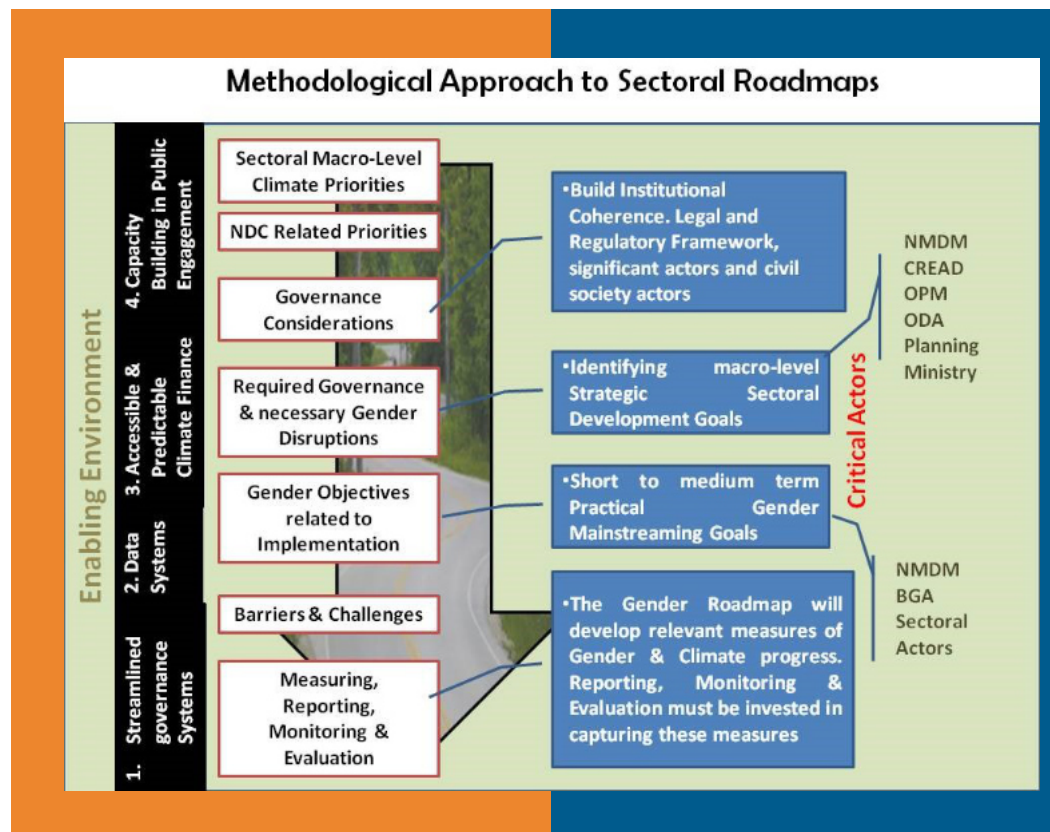 Methodological Approach to Sectoral Roadmaps
Enabling Environment
4. Capacity
Building in Public
Engagement
3. Accessible &
Predictable
Climate Finance
2. Data
Systems
1. Streamlined
governance
Systems
Sectoral Macro-Level
Climate Priorities
NDC Related Priorities
Governance
Considerations
Required Governance
& necessary Gender
Disruptions
Gender Objectives
related to
Implementation
Barriers & Challenges
Measuring,
Reporting,
Monitoring &
Evaluation
•Build Institutional
Coherence. Legal and
Regulatory Framework,
significant actors and civil
society actors
•Identifying macro-level
Strategic Sectoral
Development Goals
•Short to medium term
Practical Gender
Mainstreaming Goals
•The Gender Roadmap will
develop relevant measures of
Gender & Climate progress.
Reporting, Monitoring &
Evaluation must be invested in
capturing these measures
Critical Actors
NMDM
CREAD
OPM
ODA
Planning
Ministry
NMDM
BGA
Sectoral
Actors